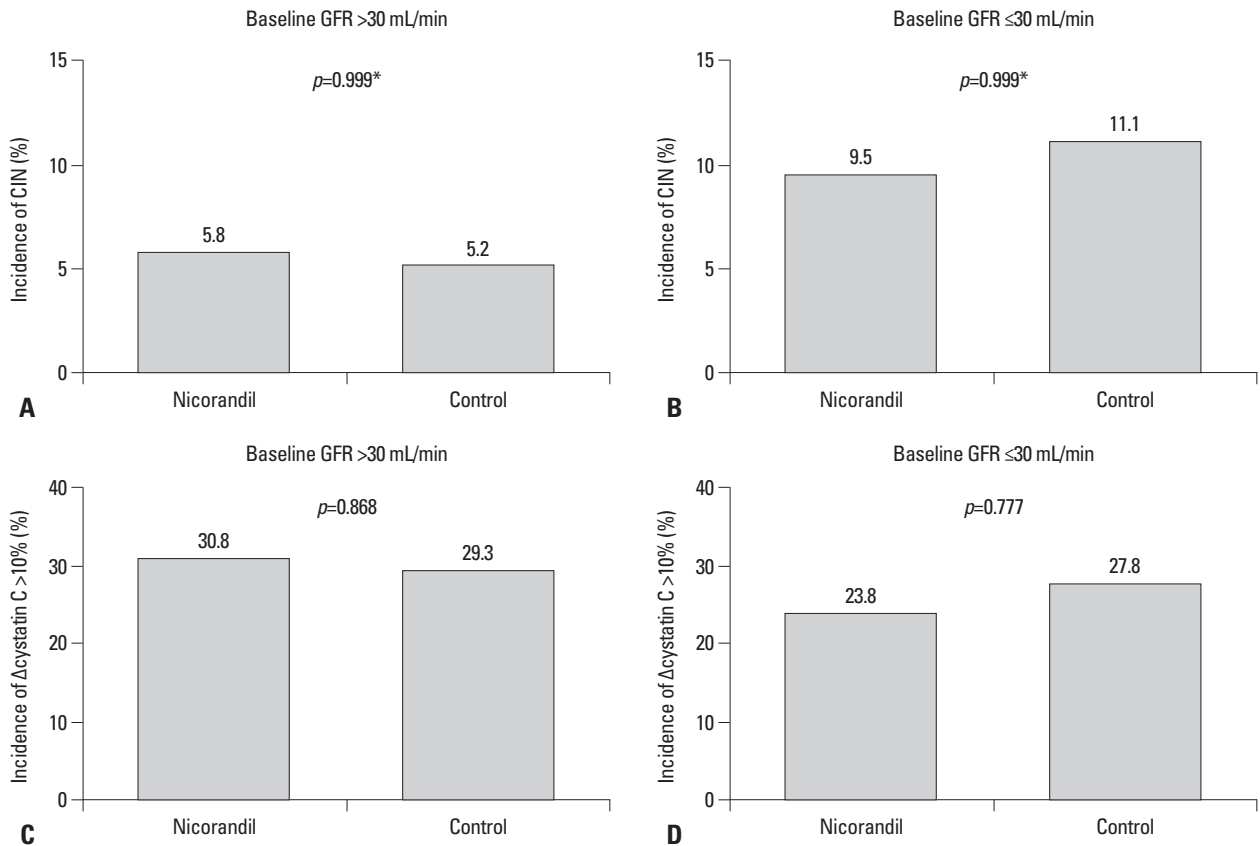 Baseline GFR >30 mL/min
15
p=0.999*
10
5.8
5.2
5
0
Incidence of CIN (%)
Nicorandil
Control
A
Baseline GFR ≤30 mL/min
15
p=0.999*
11.1
9.5
10
5
0
Incidence of CIN (%)
Nicorandil
Control
B
Baseline GFR >30 mL/min
40
p=0.868
30.8
29.3
30
20
10
0
Incidence of Δcystatin C >10% (%)
Nicorandil
Control
C
Baseline GFR ≤30 mL/min
40
p=0.777
30
27.8
23.8
20
10
0
Incidence of Δcystatin C >10% (%)
Nicorandil
Control
D